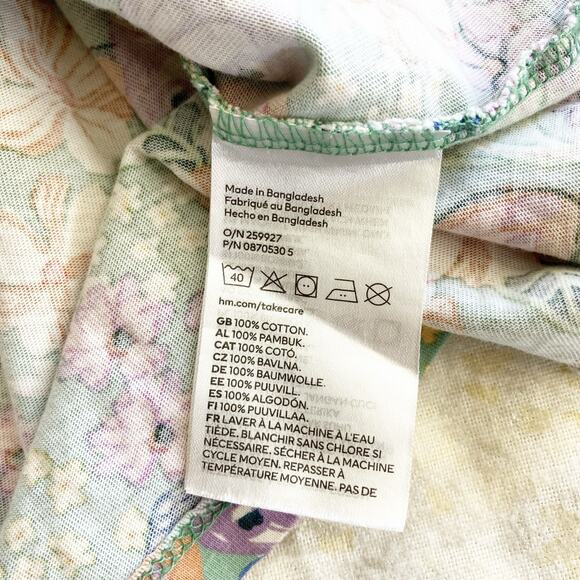 Made in Bangladesh
Fabriqué au Bangladesh
Hecho en Bangladesh
O/N 259927
P/N 0870530 5
40
hm.com/takecare
GB 100% COTTON.
AL 100% PAMBUK.
CAT 100% COTÓ.
CZ 100% BAVLNA.
DE 100% BAUMWOLLE.
EE 100% PUUVILL.
ES 100% ALGODÓN.
FI 100% PUUVILLAA.
FR LAVER À LA MACHINE À L'EAU
TIÈDE. BLANCHIR SANS CHLORE SI
NÉCESSAIRE. SÉCHER À LA MACHINE
CYCLE MOYEN. REPASSER À
TEMPÉRATURE MOYENNE. PAS DE